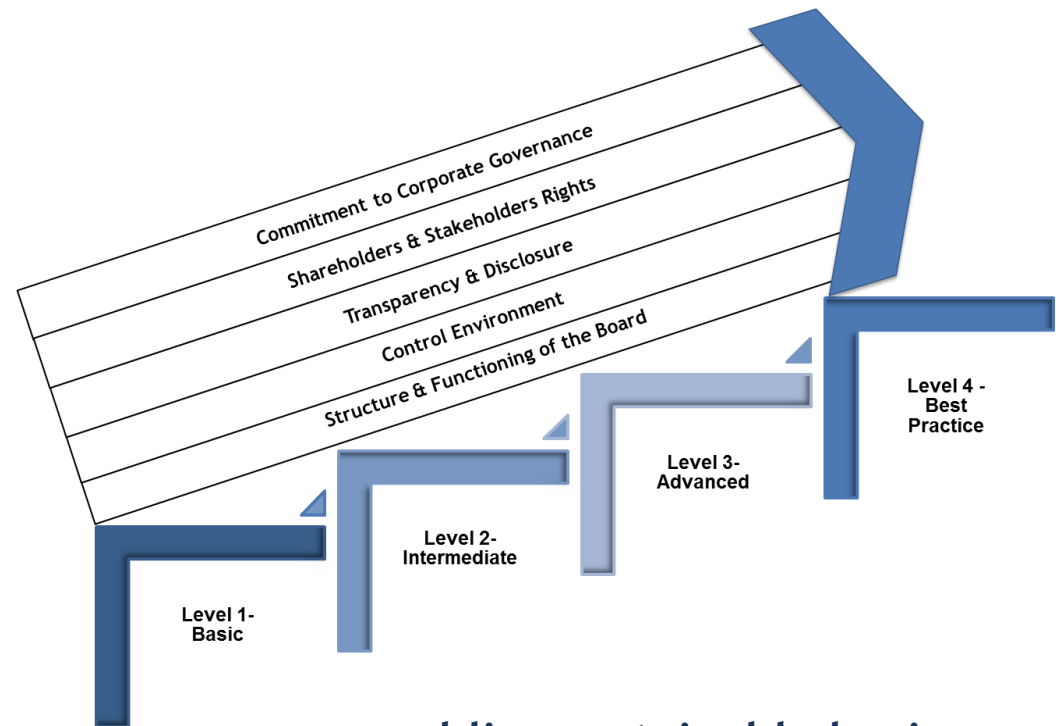 Commitment to Corporate Governance
Shareholders & Stakeholders Rights
Transparency & Disclosure
Control Environment
Structure & Functioning of the Board
Level 4 -
Best
Practice
Level 3-
Advanced
Level 2-
Intermediate
Level 1-
Basic